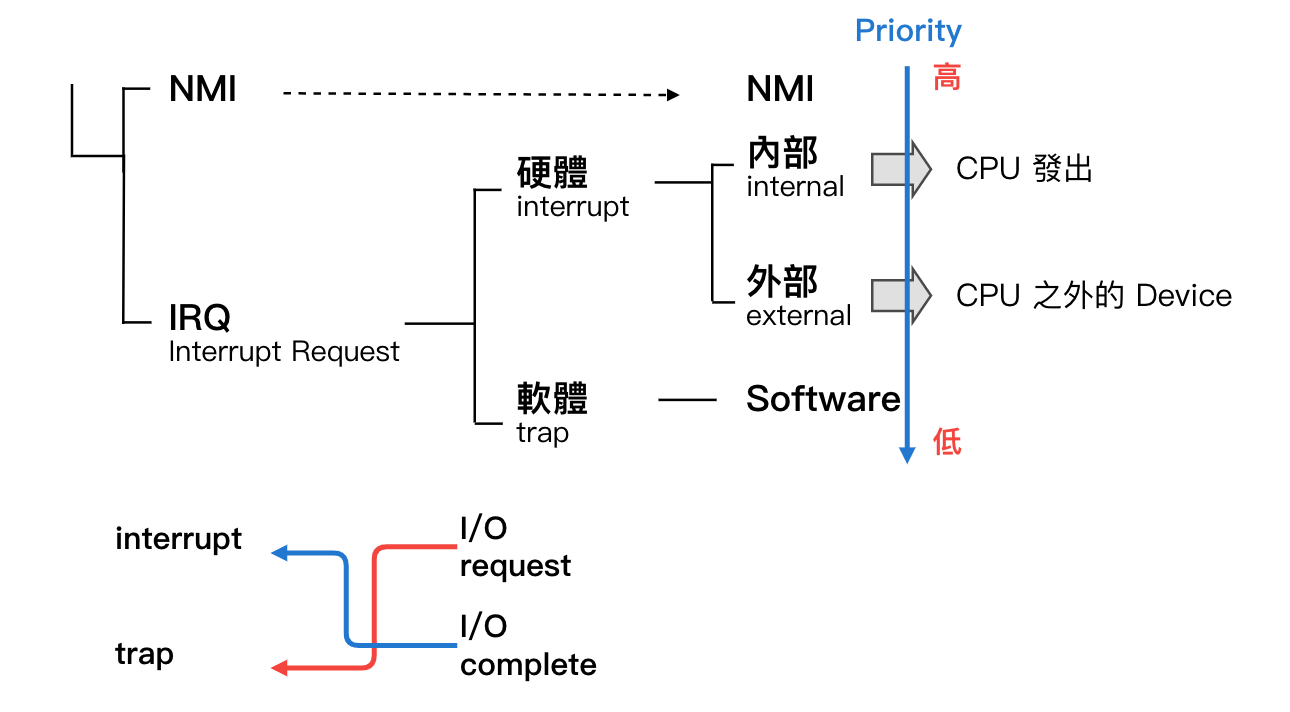 Priority
高
NMI
NMI
內部
internal
CPU 發出
硬體
interrupt
外部
external
CPU 之外的 Device
IRQ
Interrupt Request
軟體
trap
Software
低
interrupt
I/O
request
trap
I/O
complete